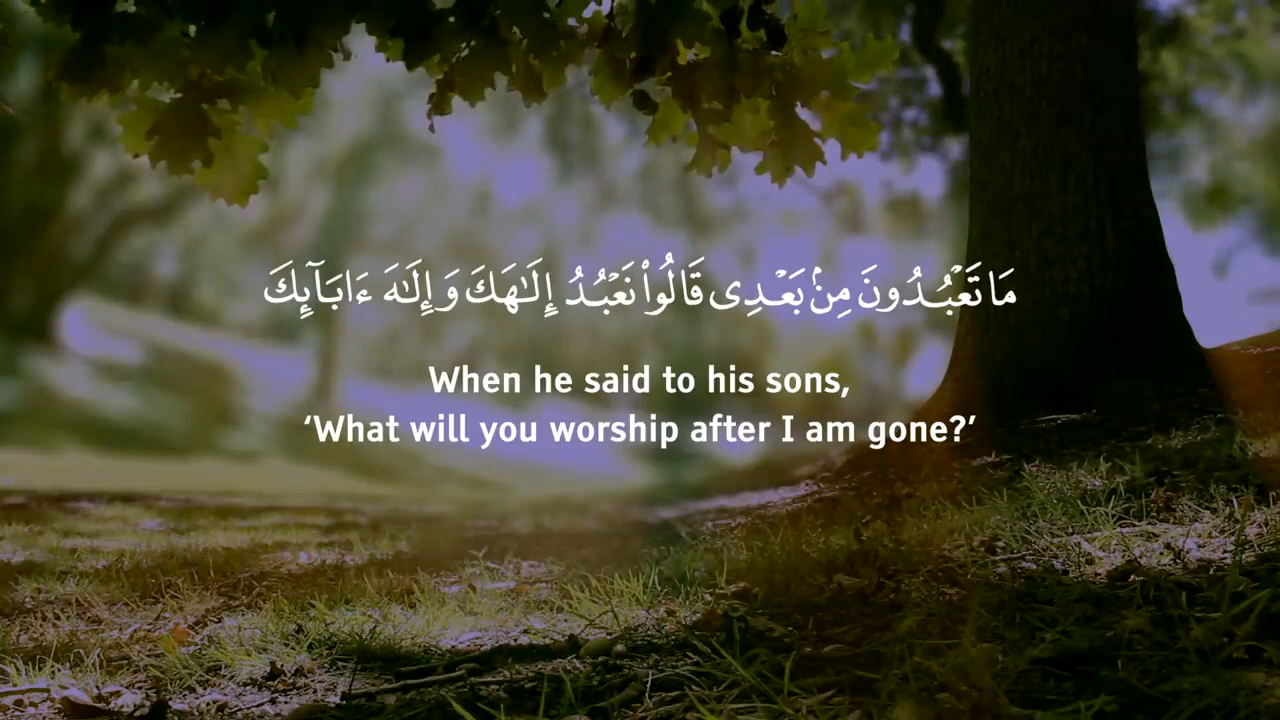 مَا تَعْبُدُونَ مِنۢ بَعْدِى قَالُوا۟ نَعْبُدُ إِلَـٰهَكَ وَإِلَـٰهَ ءَابَآئِكَ
When he said to his sons,
‘What will you worship after I am gone?’